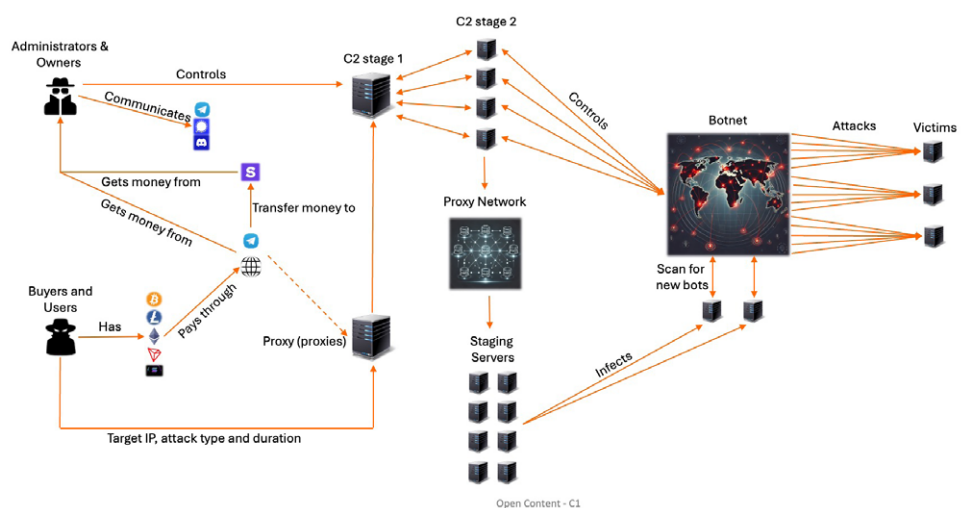 C2 stage 2
Administrators &
Owners
C2 stage 1
Controls
Communicates
Controls
Botnet
Attacks
Victims
Gets money from
S
Transfer money to
Gets money from
Proxy Network
Scan for
new bots
Buyers and
Users
Has
Pays through
Proxy (proxies)
Staging
Servers
Infects
Target IP, attack type and duration
Open Content - C1